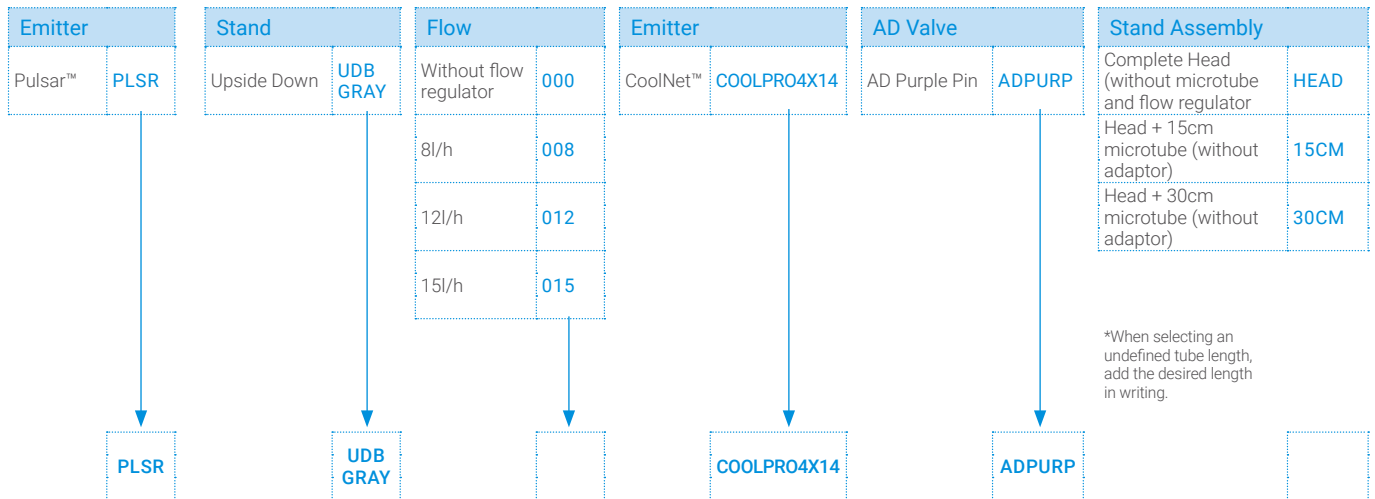 Emitter
Pulsar™ PLSR
Stand
Upside Down
UDB
GRAY
Flow
Without flow
regulator
000
8l/h 008
12l/h 012
15l/h 015
Emitter
CoolNet™ COOLPRO4X14
AD Valve
AD Purple Pin ADPURP
Stand Assembly
Complete Head
(without microtube
and flow regulator
HEAD
Head + 15cm
microtube (without
adaptor)
15CM
Head + 30cm
microtube (without
adaptor)
30CM
*When selecting an
undefined tube length,
add the desired length
in writing.
PLSR
UDB
GRAY
COOLPRO4X14
ADPURP